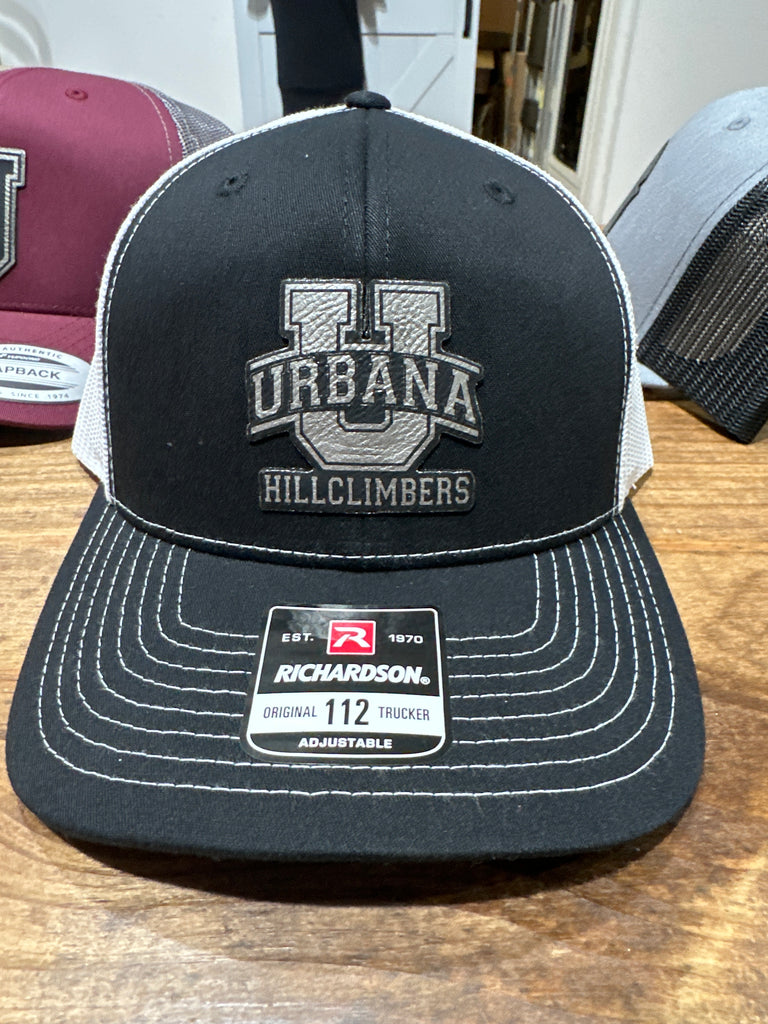 U
URBANA
HILLCLIMBERS
EST. R 1970
RICHARDSON®
ORIGINAL 112 TRUCKER
ADJUSTABLE
AUTHENTIC
APBACK
SINCE 1974